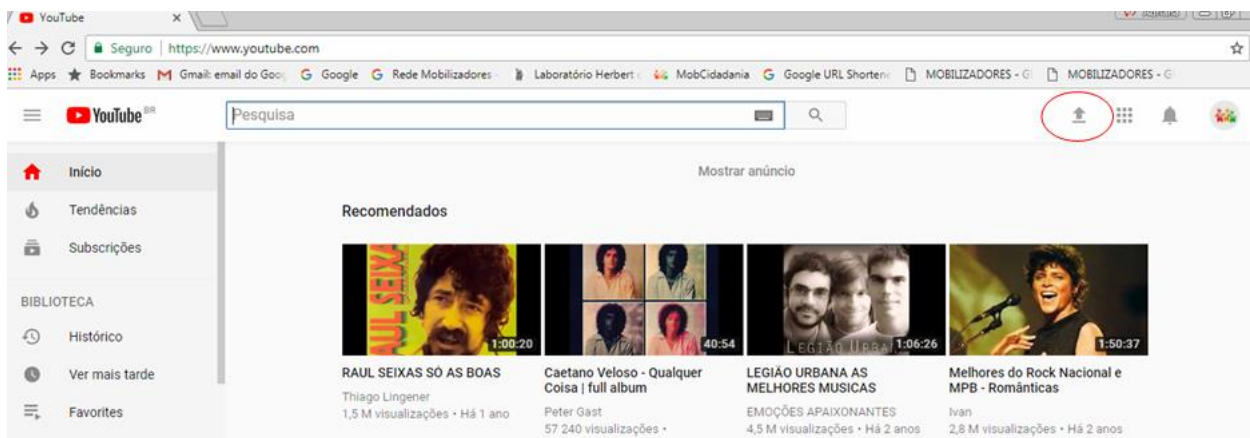 YouTube
Seguro https://www.youtube.com
Apps Bookmarks Gmail: email do Goo Google Rede Mobilizadores Laboratório Herbert MobCidadania Google URL Shorten MOBILIZADORES - G MOBILIZADORES - G
YouTube BR Pesquisa
Início
Mostrar anúncio
Tendências
Recomendados
Subscrições
BIBLIOTECA
Histórico
Ver mais tarde
Favorites
RAUL SEIXA
1:00:20
40:54
LEGIÃO URBA
1:06:26
1:50:37
RAUL SEIXAS SÓ AS BOAS
Thiago Lingener
1,5 M visualizações • Há 1 ano
Caetano Veloso - Qualquer
Coisa | full album
Peter Gast
57 240 visualizações •
LEGIÃO URBANA AS
MELHORES MUSICAS
EMOÇÕES APAIXONANTES
4,5 M visualizações • Há 2 anos
Melhores do Rock Nacional e
MPB - Românticas
Ivan
2,8 M visualizações • Há 2 anos